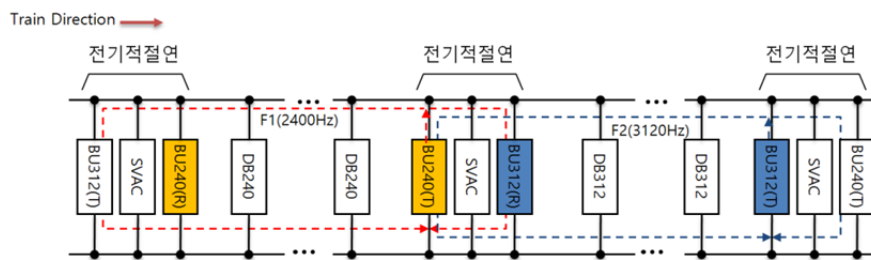 Train Direction
전기적절연 전기적절연 전기적절연
... ...
F1(2400Hz) F2(3120Hz)
BU312(T) SVAC BU240(R) DB240 DB240 BU240(T) SVAC BU312(R) DB312 DB312 BU312(T) SVAC BU240(T)
... ...